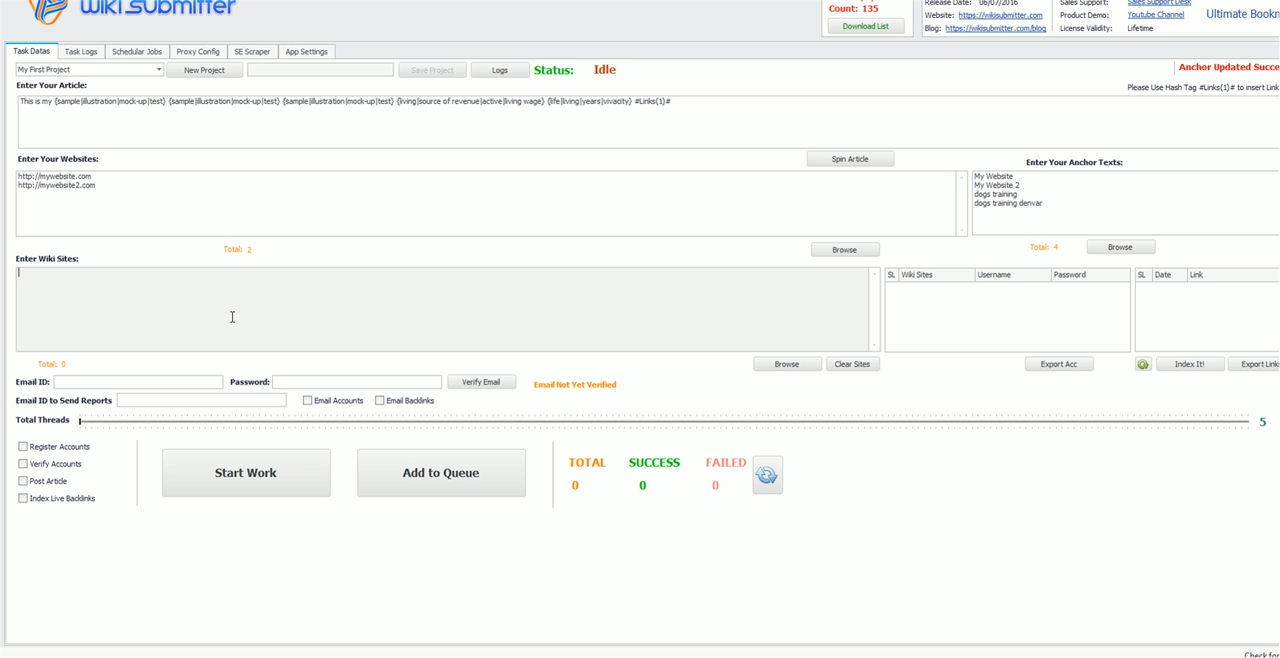 Wiki Submitter
Count: 135
Download List
Release Date: 06/07/2016
Website: https://wikisubmitter.com
Blog: https://wikisubmitter.com/blog
Sales Support: Sales Support Desk
Product Demo: Youtube Channel
License Validity: Lifetime
Ultimate Bookn
Task Datas Task Logs Scheduler Jobs Proxy Config SE Scraper App Settings
My First Project New Project Save Project Logs Status: Idle
Anchor Updated Succe
Enter Your Article:
Please Use Hash Tag #Links(1)# to insert Link
This is my {sample|illustration|mock-up|test} {sample|illustration|mock-up|test} {sample|illustration|mock-up|test} {living|source of revenue|active|living wage} {life|living|years|vivacity} #Links(1)#
Enter Your Websites: Spin Article Enter Your Anchor Texts:
http://mywebsite.com
http://mywebsite2.com
My Website
My Website 2
dogs training
dogs training denvar
Total: 2 Browse Total: 4 Browse
Enter Wiki Sites:
SL Wiki Sites Username Password SL Date Link
Total: 0 Browse Clear Sites Export Acc Index It! Export Link
Email ID: Password: Verify Email Email Not Yet Verified
Email ID to Send Reports Email Accounts Email Backlinks
Total Threads 5
Register Accounts
Verify Accounts
Post Article
Index Live Backlinks
Start Work Add to Queue
TOTAL SUCCESS FAILED
0 0 0
Check for